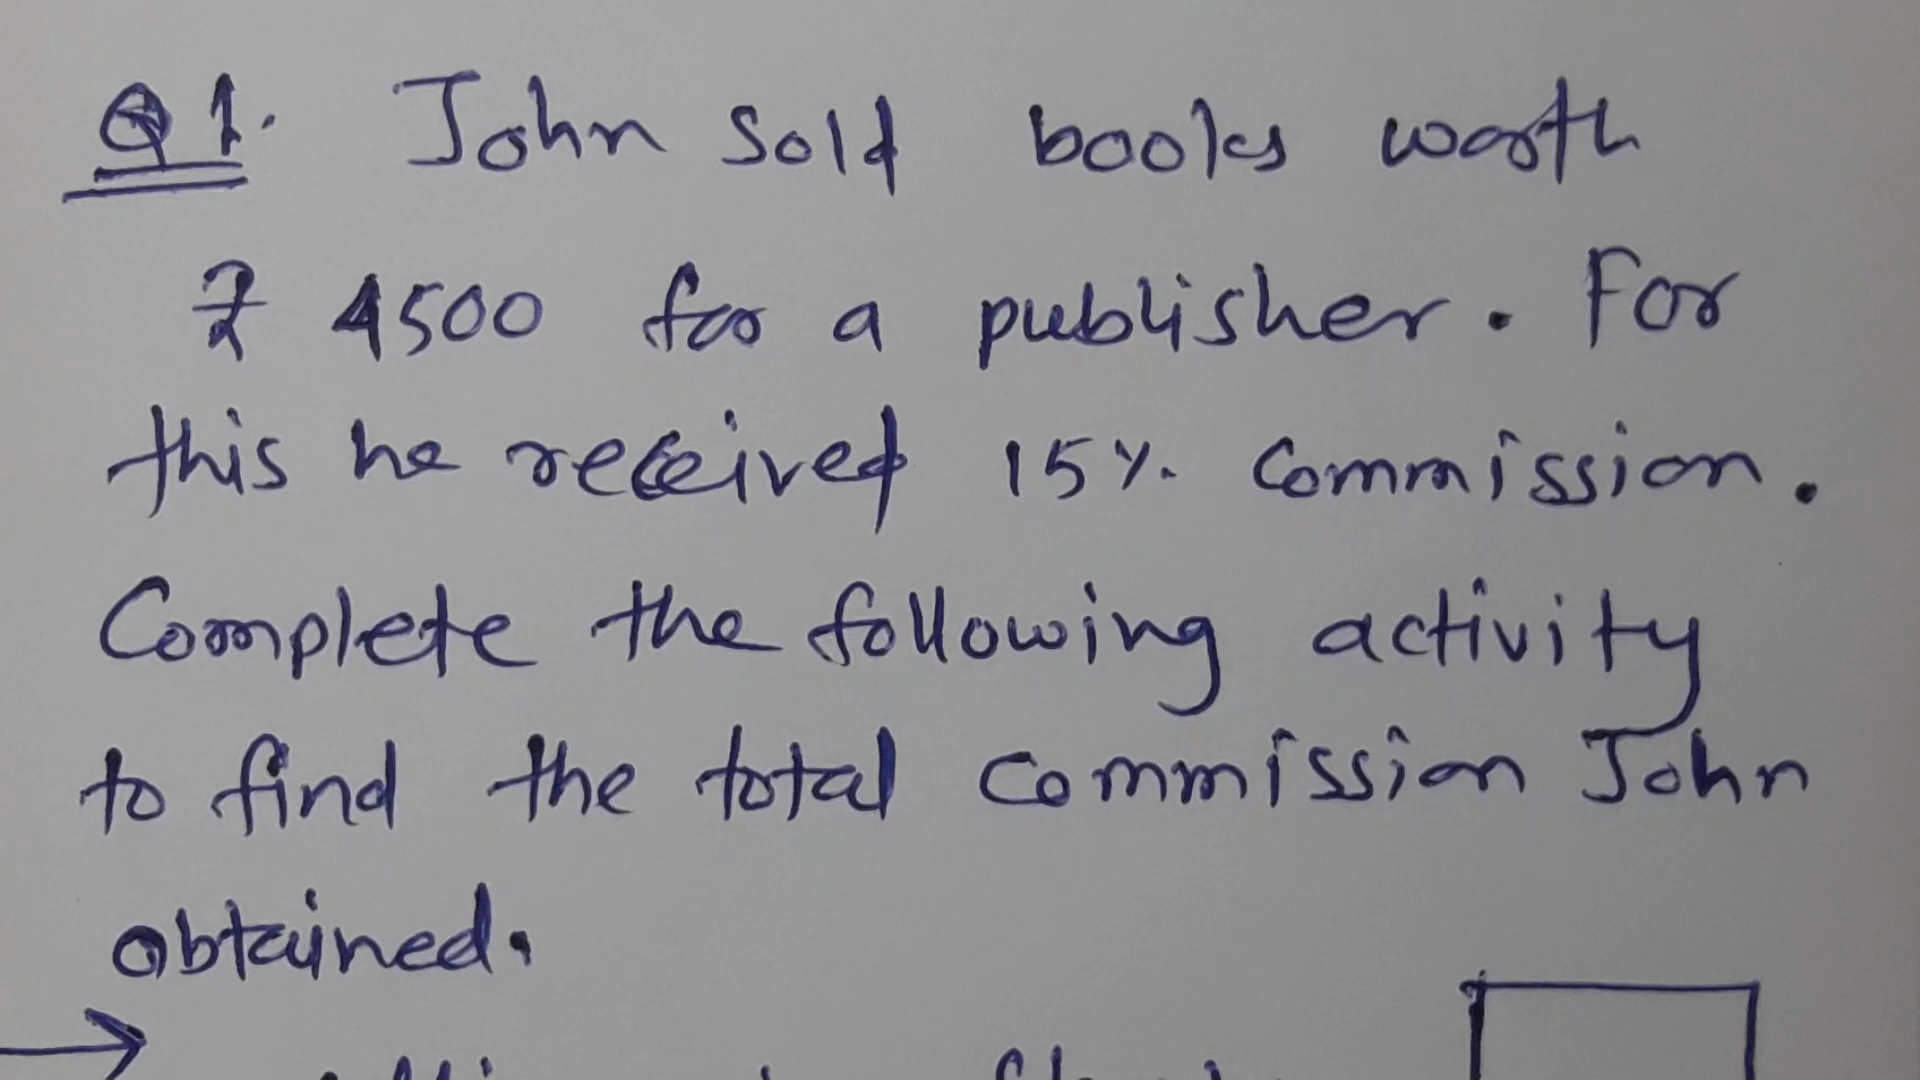 Q1. John sold books worth
₹ 4500 for a publisher. For
this he received 15%. Commission.
Complete the following activity
to find the total commission John
obtained.